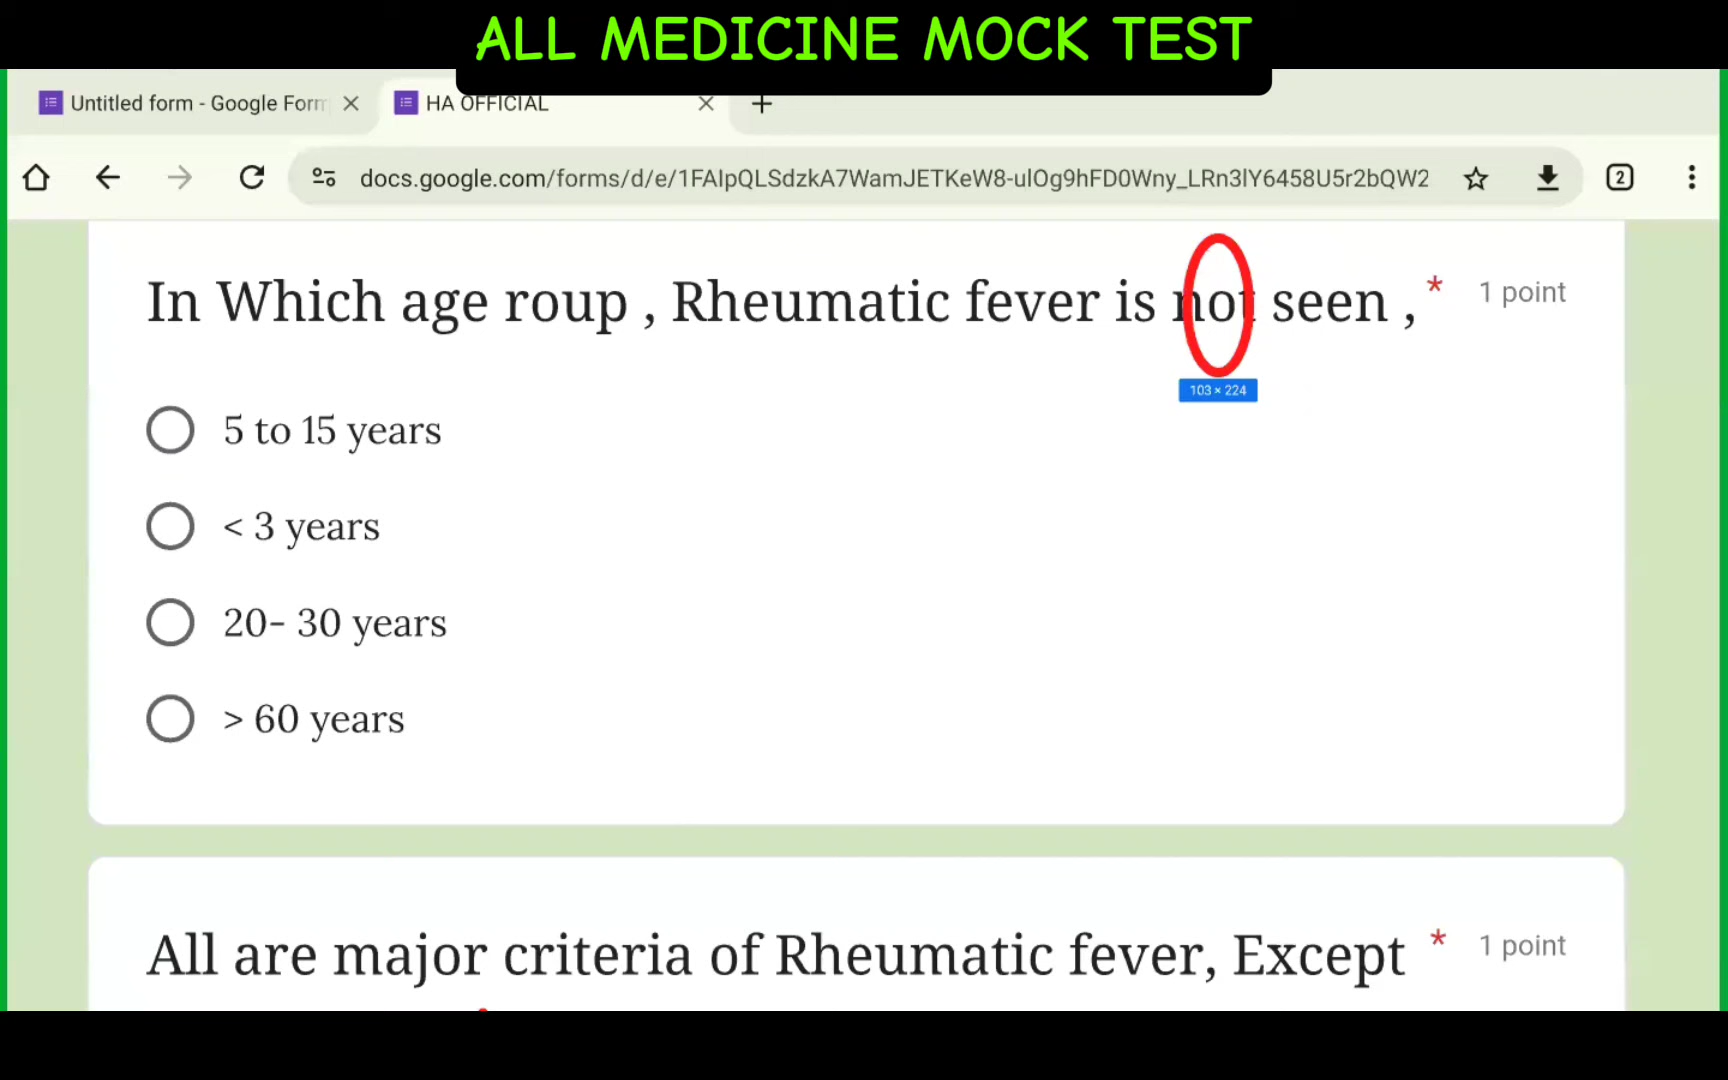 ALL MEDICINE MOCK TEST
Untitled form - Google Form
HA OFFICIAL
docs.google.com/forms/d/e/1FAIpQLSdzkA7WamJETKeW8-ulOg9hFD0Wny_LRn3lY6458U5r2bQW2
2
In Which age roup , Rheumatic fever is not seen , *
1 point
103 × 224
5 to 15 years
< 3 years
20- 30 years
> 60 years
All are major criteria of Rheumatic fever, Except *
1 point